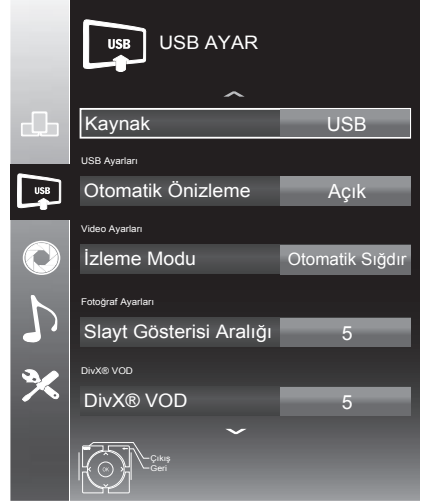 USB
USB AYAR
Kaynak USB
USB Ayarları
USB
Otomatik Önizleme Açık
Video Ayarları
İzleme Modu Otomatik Sığdır
Fotoğraf Ayarları
Slayt Gösterisi Aralığı 5
DivX® VOD
DivX® VOD 5
Çıkış
OK
Geri